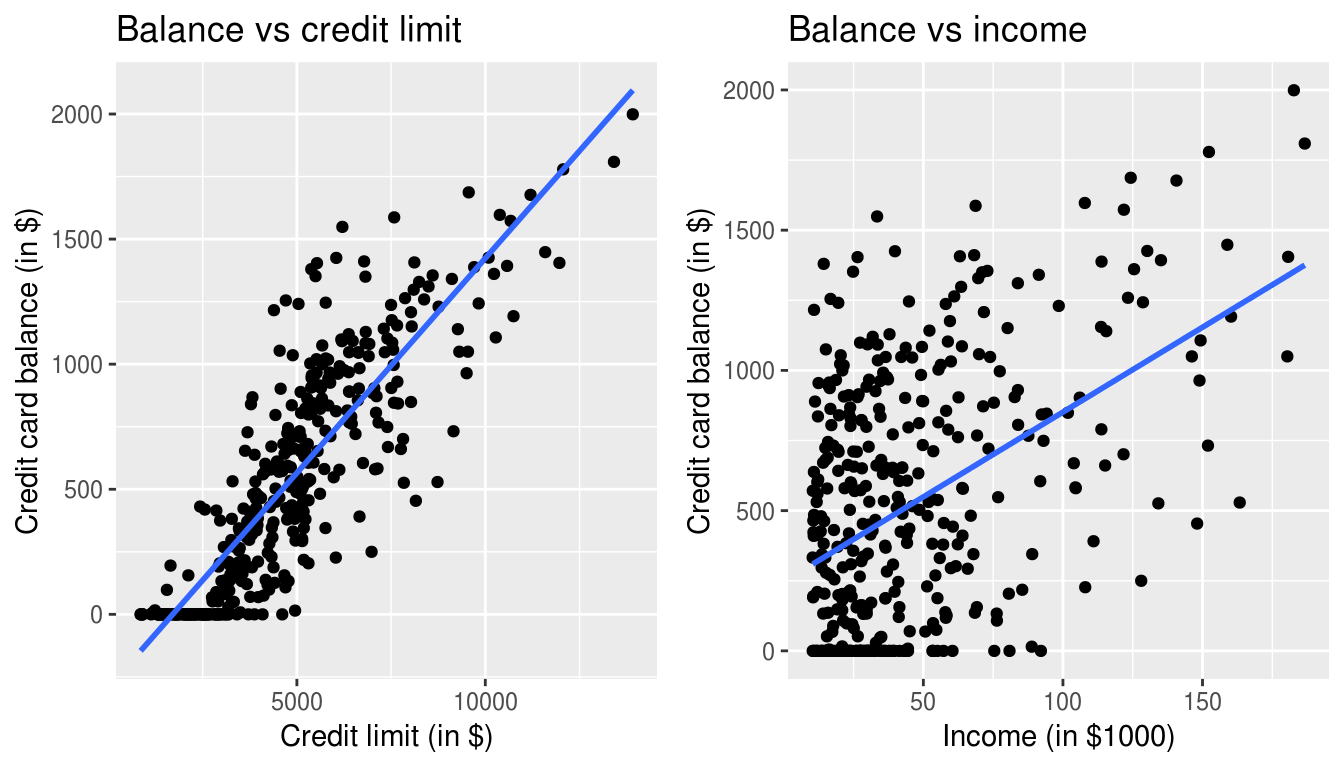 Balance vs credit limit
Credit card balance (in $)
2000
1500
1000
500
0
5000 10000
Credit limit (in $)
Balance vs income
Credit card balance (in $)
2000
1500
1000
500
0
50 100 150
Income (in $1000)